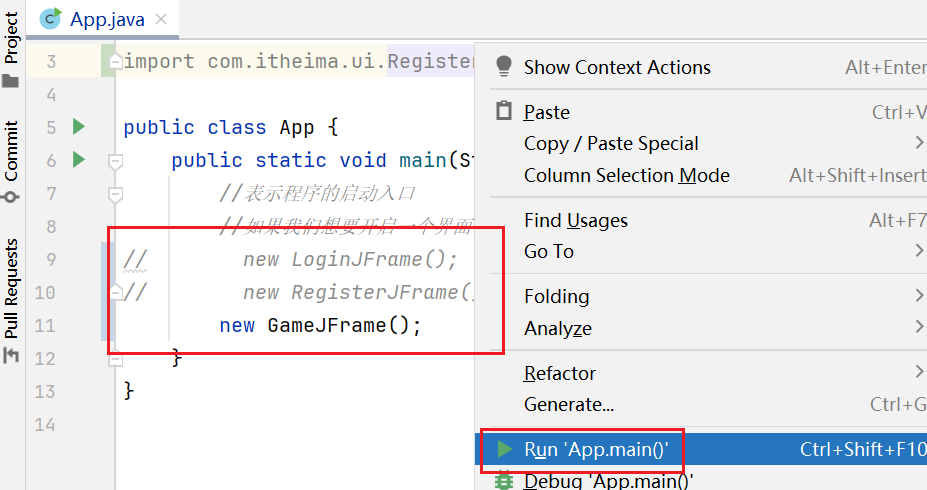 Project
Commit
Pull Requests
App.java
3 import com.itheima.ui.Register
4
5 public class App {
6 public static void main(St
7 //表示程序的启动入口
8 //如果我们想要开启一个界面
9 // new LoginJFrame();
10 // new RegisterJFrame()
11 new GameJFrame();
12 }
13 }
14
Show Context Actions Alt+Enter
Paste Ctrl+V
Copy / Paste Special
Column Selection Mode Alt+Shift+Insert
Find Usages Alt+F7
Go To
Folding
Analyze
Refactor
Generate... Ctrl+G
Run 'App.main()' Ctrl+Shift+F10
Debug 'App.main()'